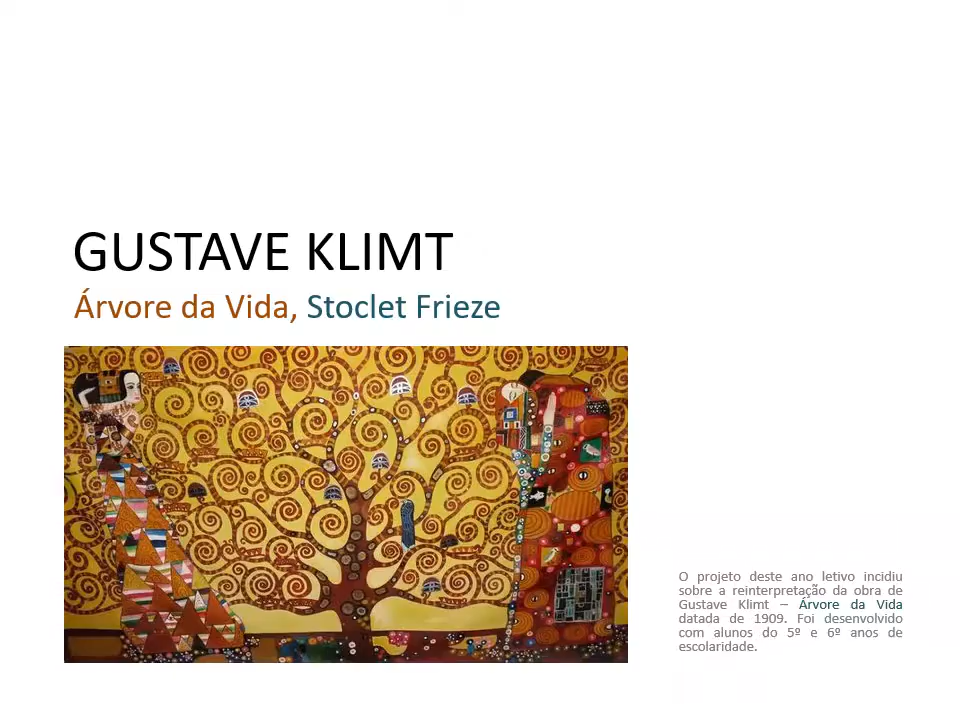 GUSTAVE KLIMT
Árvore da Vida, Stoclet Frieze
O projeto deste ano letivo incidiu
sobre a reinterpretação da obra de
Gustave Klimt – Árvore da Vida
datada de 1909. Foi desenvolvido
com alunos do 5º e 6º anos de
escolaridade.